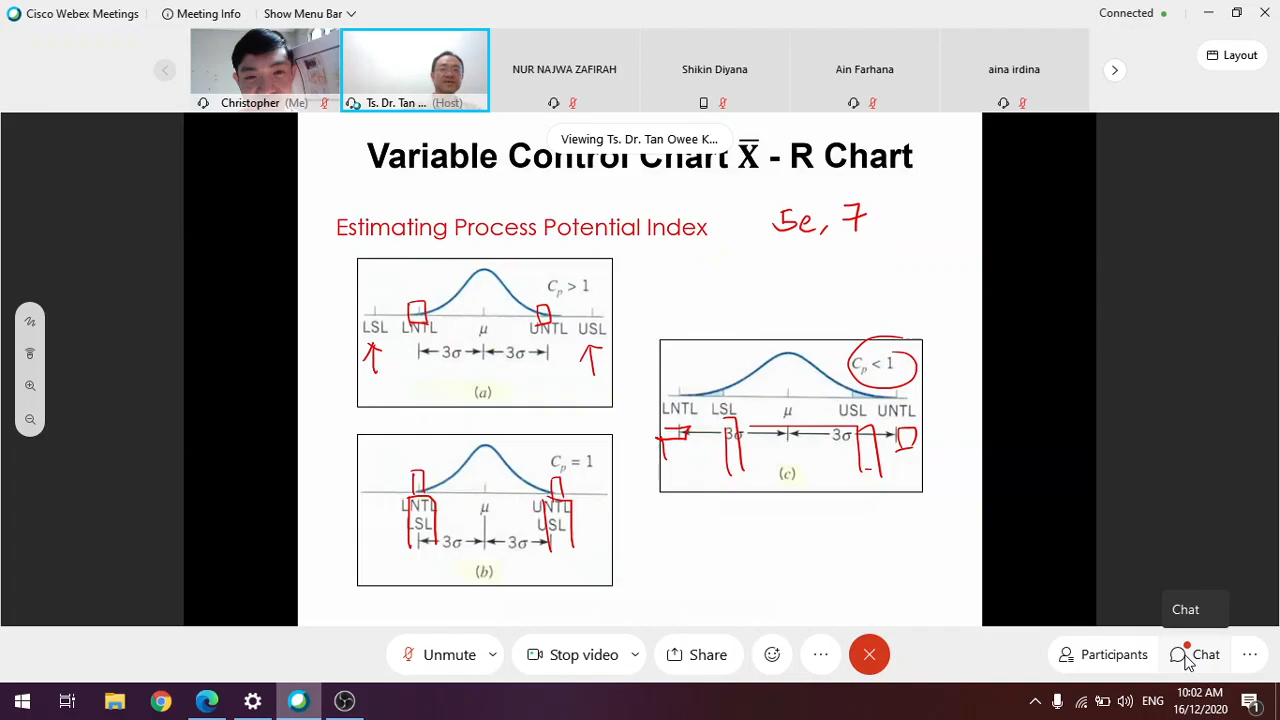 Cisco Webex Meetings
Meeting Info
Show Menu Bar
Connected
Christopher (Me)
Ts. Dr. Tan ... (Host)
NUR NAJWA ZAFIRAH
Shikin Diyana
Ain Farhana
aina irdina
Layout
Viewing Ts. Dr. Tan Owee K...
Variable Control Chart X̿ - R Chart
Estimating Process Potential Index
5e, 7
Cp > 1
LSL LNTL μ UNTL USL
3σ 3σ
(a)
Cp = 1
LNTL μ UNTL
LSL USL
3σ 3σ
(b)
Cp < 1
LNTL LSL μ USL UNTL
3σ 3σ
(c)
Chat
Unmute
Stop video
Share
Participants
Chat
ENG
10:02 AM
16/12/2020
1